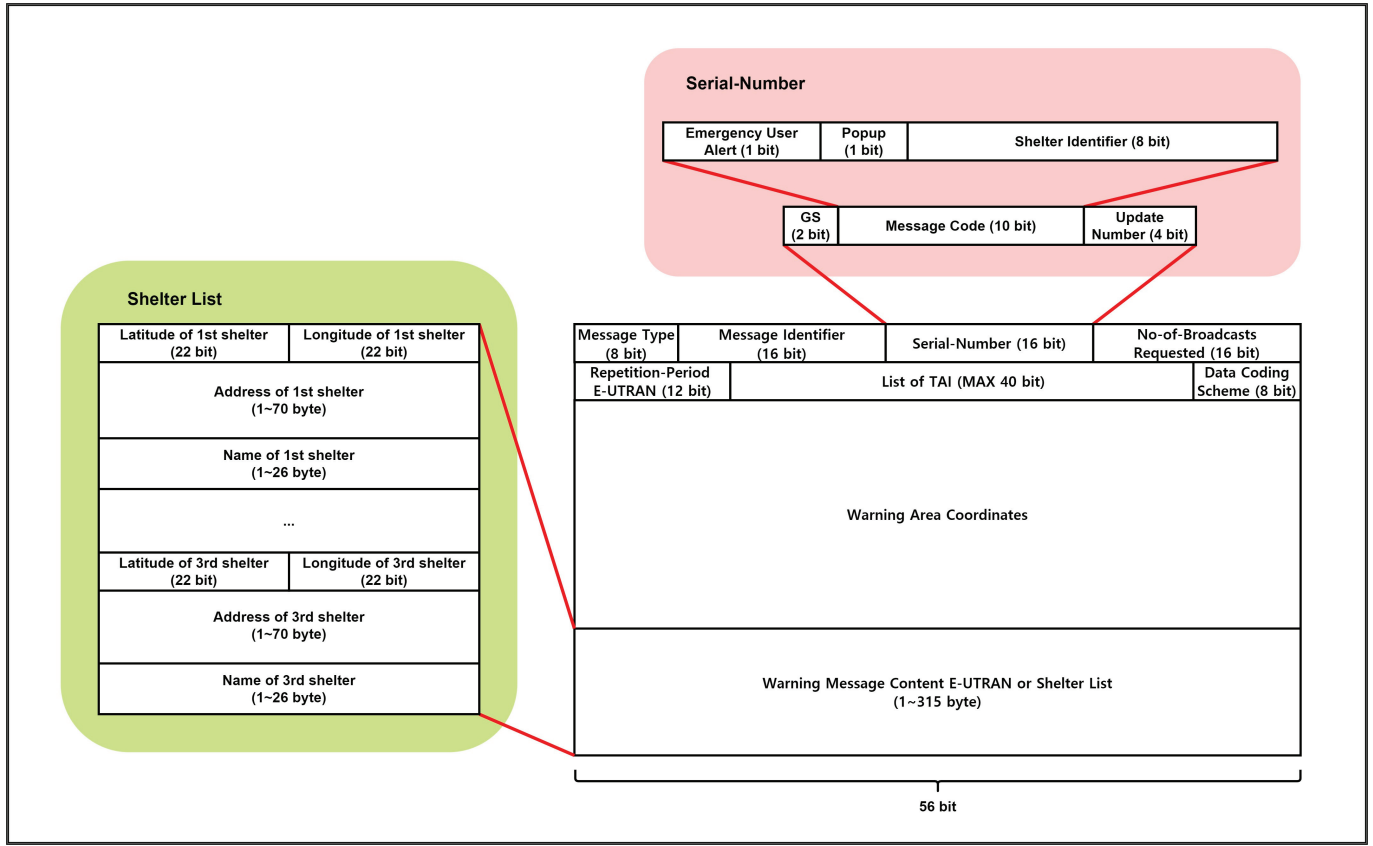 Serial-Number
Emergency User
Alert (1 bit)
Popup
(1 bit)
Shelter Identifier (8 bit)
GS
(2 bit)
Message Code (10 bit)
Update
Number (4 bit)
Shelter List
Latitude of 1st shelter
(22 bit)
Longitude of 1st shelter
(22 bit)
Address of 1st shelter
(1~70 byte)
Name of 1st shelter
(1~26 byte)
...
Latitude of 3rd shelter
(22 bit)
Longitude of 3rd shelter
(22 bit)
Address of 3rd shelter
(1~70 byte)
Name of 3rd shelter
(1~26 byte)
Message Type
(8 bit)
Message Identifier
(16 bit)
Serial-Number (16 bit)
No-of-Broadcasts
Requested (16 bit)
Repetition-Period
E-UTRAN (12 bit)
List of TAI (MAX 40 bit)
Data Coding
Scheme (8 bit)
Warning Area Coordinates
Warning Message Content E-UTRAN or Shelter List
(1~315 byte)
56 bit